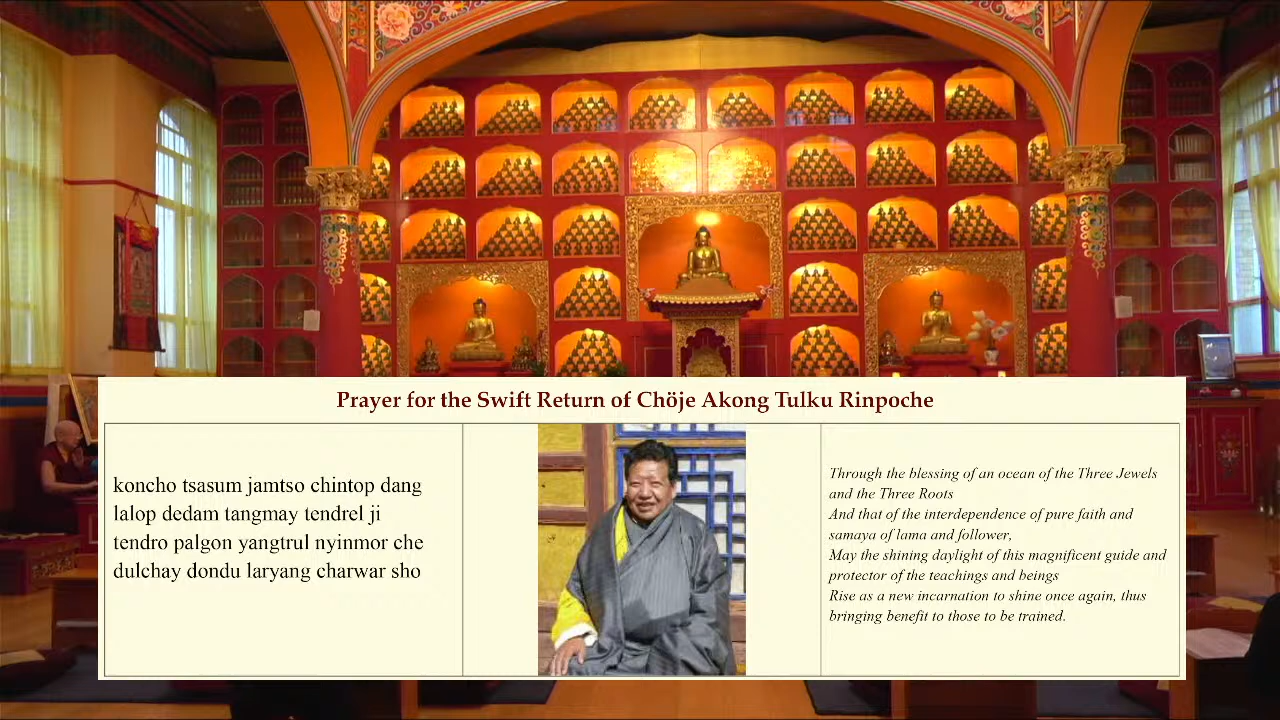 Prayer for the Swift Return of Chöje Akong Tulku Rinpoche
koncho tsasum jamtso chintop dang
lalop dedam tangmay tendrel ji
tendro palgon yangtrul nyinmor che
dulchay dondu laryang charwar sho
Through the blessing of an ocean of the Three Jewels
and the Three Roots
And that of the interdependence of pure faith and
samaya of lama and follower,
May the shining daylight of this magnificent guide and
protector of the teachings and beings
Rise as a new incarnation to shine once again, thus
bringing benefit to those to be trained.